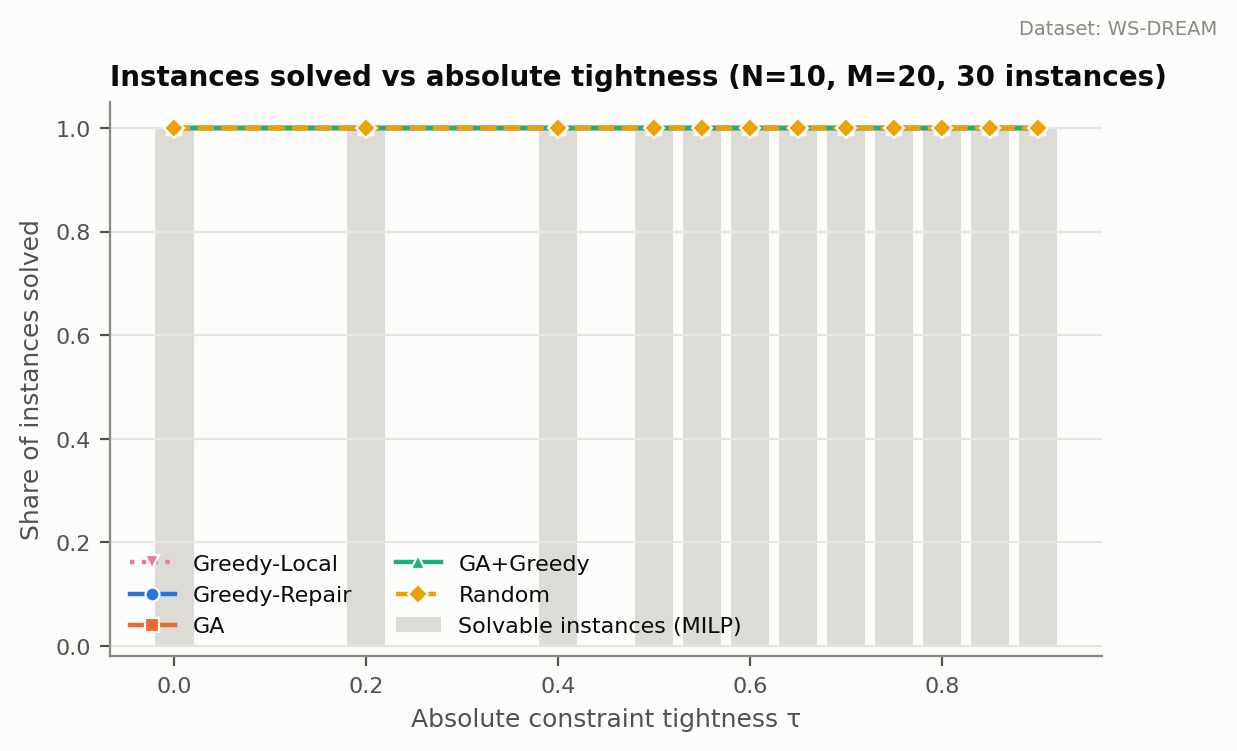 Dataset: WS-DREAM
Instances solved vs absolute tightness (N=10, M=20, 30 instances)
Share of instances solved
1.0
0.8
0.6
0.4
0.2
0.0
Greedy-Local
Greedy-Repair
GA
GA+Greedy
Random
Solvable instances (MILP)
0.0 0.2 0.4 0.6 0.8
Absolute constraint tightness τ